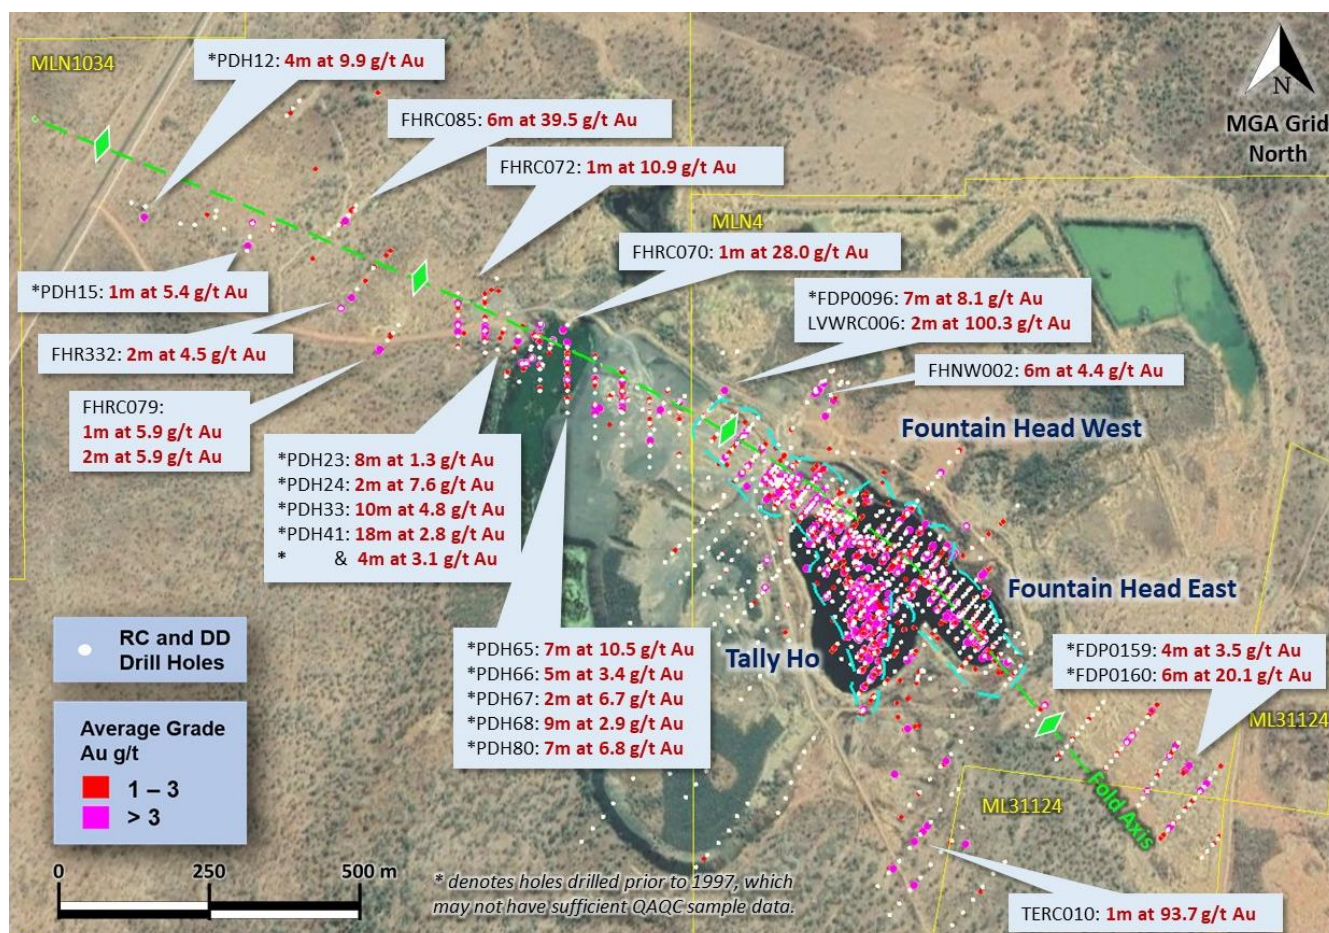 MLN1034
*PDH12: 4m at 9.9 g/t Au
FHRC085: 6m at 39.5 g/t Au
FHRC072: 1m at 10.9 g/t Au
N
MGA Grid
North
MLN4
FHRC070: 1m at 28.0 g/t Au
*PDH15: 1m at 5.4 g/t Au
*FDP0096: 7m at 8.1 g/t Au
LVWRC006: 2m at 100.3 g/t Au
FHR332: 2m at 4.5 g/t Au
FHNW002: 6m at 4.4 g/t Au
FHRC079:
1m at 5.9 g/t Au
2m at 5.9 g/t Au
Fountain Head West
*PDH23: 8m at 1.3 g/t Au
*PDH24: 2m at 7.6 g/t Au
*PDH33: 10m at 4.8 g/t Au
*PDH41: 18m at 2.8 g/t Au
* & 4m at 3.1 g/t Au
Fountain Head East
Tally Ho
*PDH65: 7m at 10.5 g/t Au
*PDH66: 5m at 3.4 g/t Au
*PDH67: 2m at 6.7 g/t Au
*PDH68: 9m at 2.9 g/t Au
*PDH80: 7m at 6.8 g/t Au
*FDP0159: 4m at 3.5 g/t Au
*FDP0160: 6m at 20.1 g/t Au
ML31124
ML31124
Fold Axis
RC and DD
Drill Holes
Average Grade
Au g/t
1 – 3
> 3
0 250 500 m
* denotes holes drilled prior to 1997, which
may not have sufficient QAQC sample data.
TERC010: 1m at 93.7 g/t Au